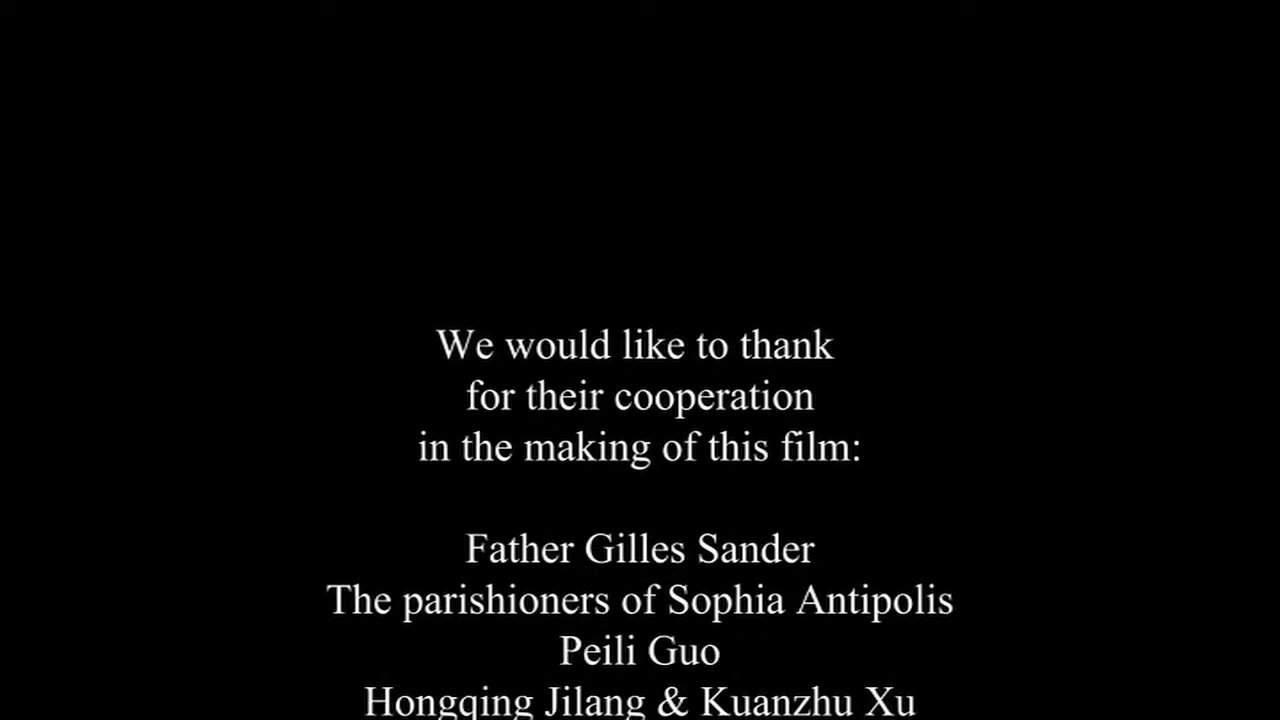 We would like to thank
for their cooperation
in the making of this film:
Father Gilles Sander
The parishioners of Sophia Antipolis
Peili Guo
Hongqing Jilang & Kuanzhu Xu